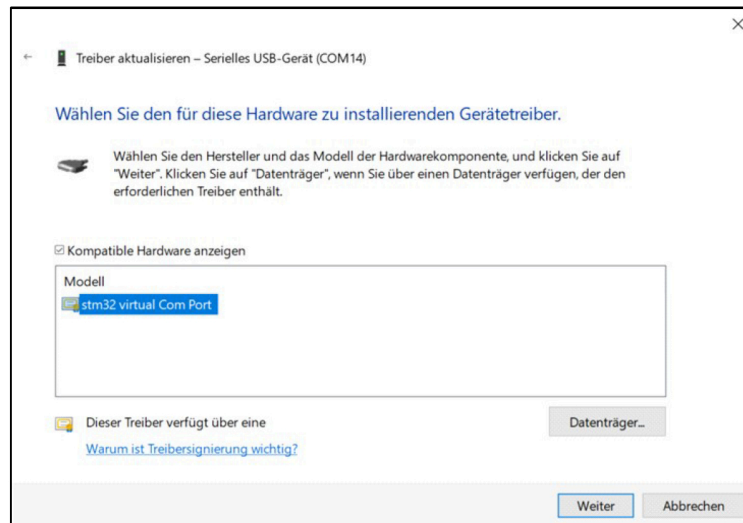 Treiber aktualisieren – Serielles USB-Gerät (COM14)
Wählen Sie den für diese Hardware zu installierenden Gerätetreiber.
Wählen Sie den Hersteller und das Modell der Hardwarekomponente, und klicken Sie auf
"Weiter". Klicken Sie auf "Datenträger", wenn Sie über einen Datenträger verfügen, der den
erforderlichen Treiber enthält.
Kompatible Hardware anzeigen
Modell
stm32 virtual Com Port
Dieser Treiber verfügt über eine
Datenträger...
Warum ist Treibersignierung wichtig?
Weiter
Abbrechen